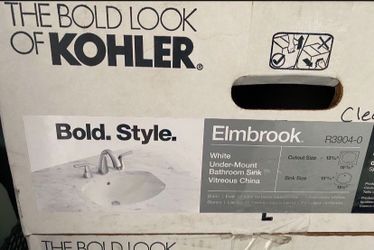 THE BOLD LOOK
OF KOHLER®
Clea
Bold. Style.
Elmbrook™
R3904-0
White
Under-Mount
Bathroom Sink
Vitreous China
Cutout Size
Sink Size
THE BOLD LOOK